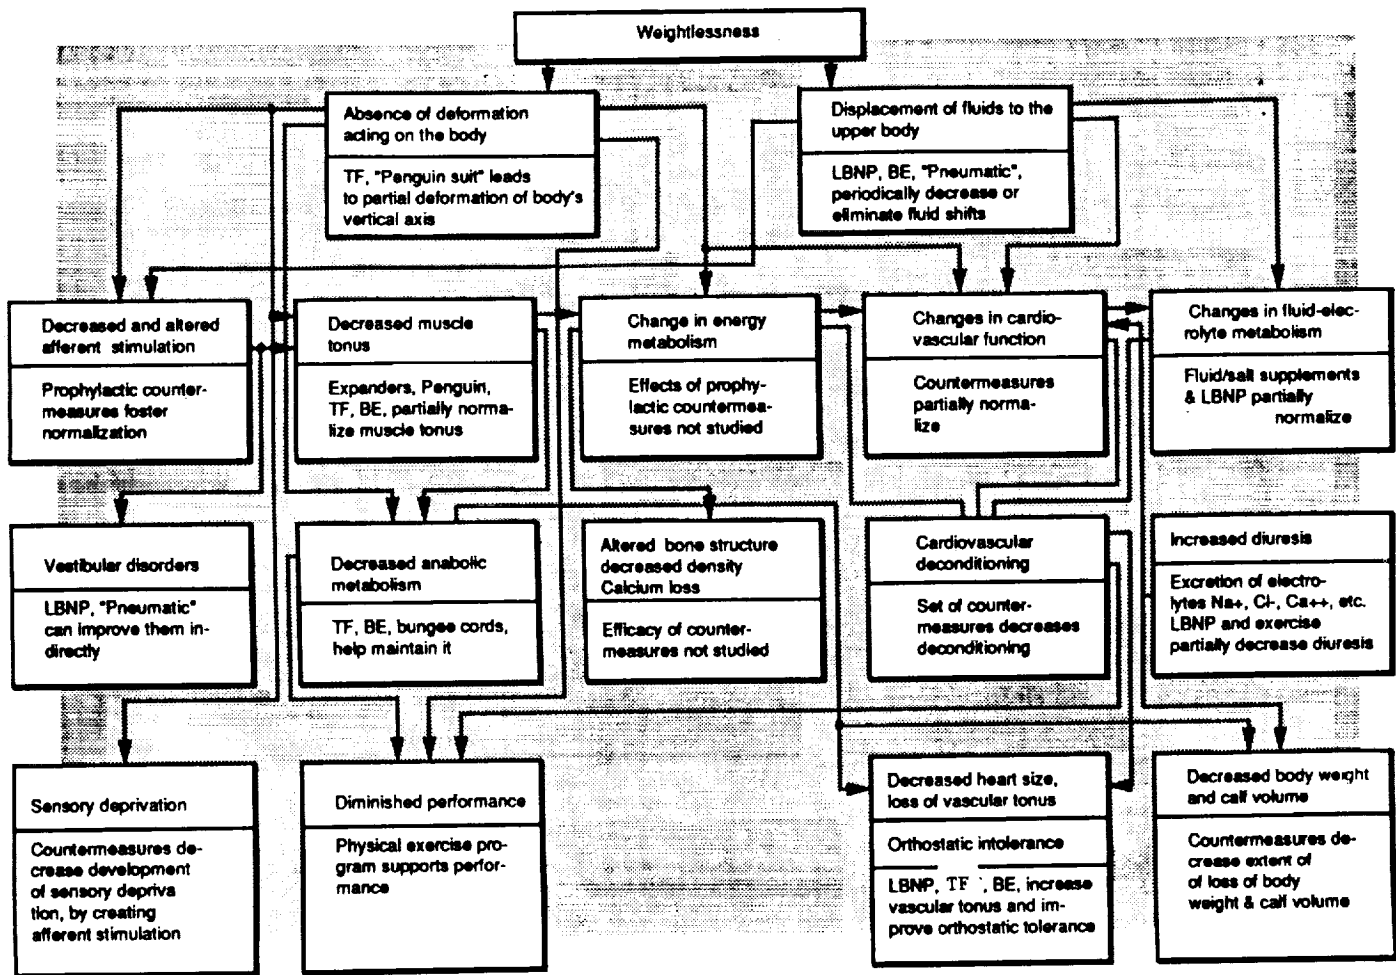 Weightlessness
Absence of deformation
acting on the body
TF, "Penguin suit" leads
to partial deformation of body's
vertical axis
Displacement of fluids to the
upper body
LBNP, BE, "Pneumatic",
periodically decrease or
eliminate fluid shifts
Decreased and altered
afferent stimulation
Prophylactic counter-
measures foster
normalization
Decreased muscle
tonus
Expanders, Penguin,
TF, BE, partially norma-
lize muscle tonus
Change in energy
metabolism
Effects of prophy-
lactic countermea-
sures not studied
Changes in cardio-
vascular function
Countermeasures
partially norma-
lize
Changes in fluid-elec-
rolyte metabolism
Fluid/salt supplements
& LBNP partially
normalize
Vestibular disorders
LBNP, "Pneumatic"
can improve them in-
directly
Decreased anabolic
metabolism
TF, BE, bungee cords,
help maintain it
Altered bone structure
decreased density
Calcium loss
Efficacy of counter-
measures not studied
Cardiovascular
deconditioning
Set of counter-
measures decreases
deconditioning
Increased diuresis
Excretion of electro-
lytes Na+, Cl-, Ca++, etc.
LBNP and exercise
partially decrease diuresis
Sensory deprivation
Countermeasures de-
crease development
of sensory depriva
tion, by creating
afferent stimulation
Diminished performance
Physical exercise pro
gram supports perfor-
mance
Decreased heart size,
loss of vascular tonus
Orthostatic intolerance
LBNP, TF, BE, increase
vascular tonus and im-
prove orthostatic tolerance
Decreased body weight
and calf volume
Countermeasures de-
crease extent of
of loss of body
weight & calf volume